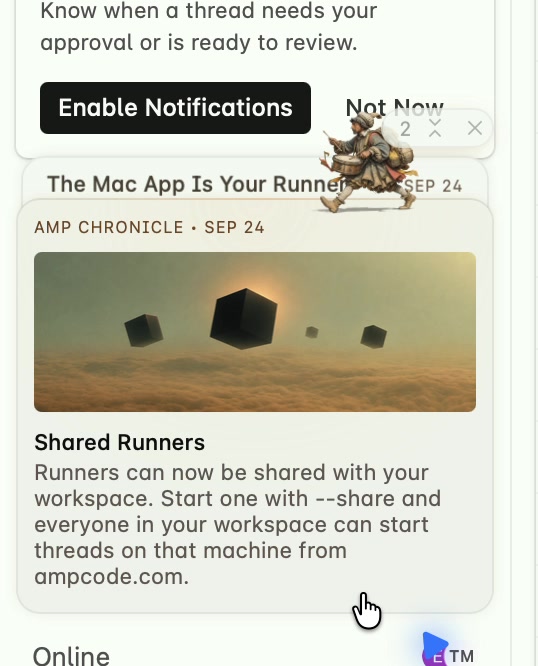 Know when a thread needs your
approval or is ready to review.
Enable Notifications
Not Now
2
The Mac App Is Your Runner
SEP 24
AMP CHRONICLE • SEP 24
Shared Runners
Runners can now be shared with your
workspace. Start one with --share and
everyone in your workspace can start
threads on that machine from
ampcode.com.
Online
E TM